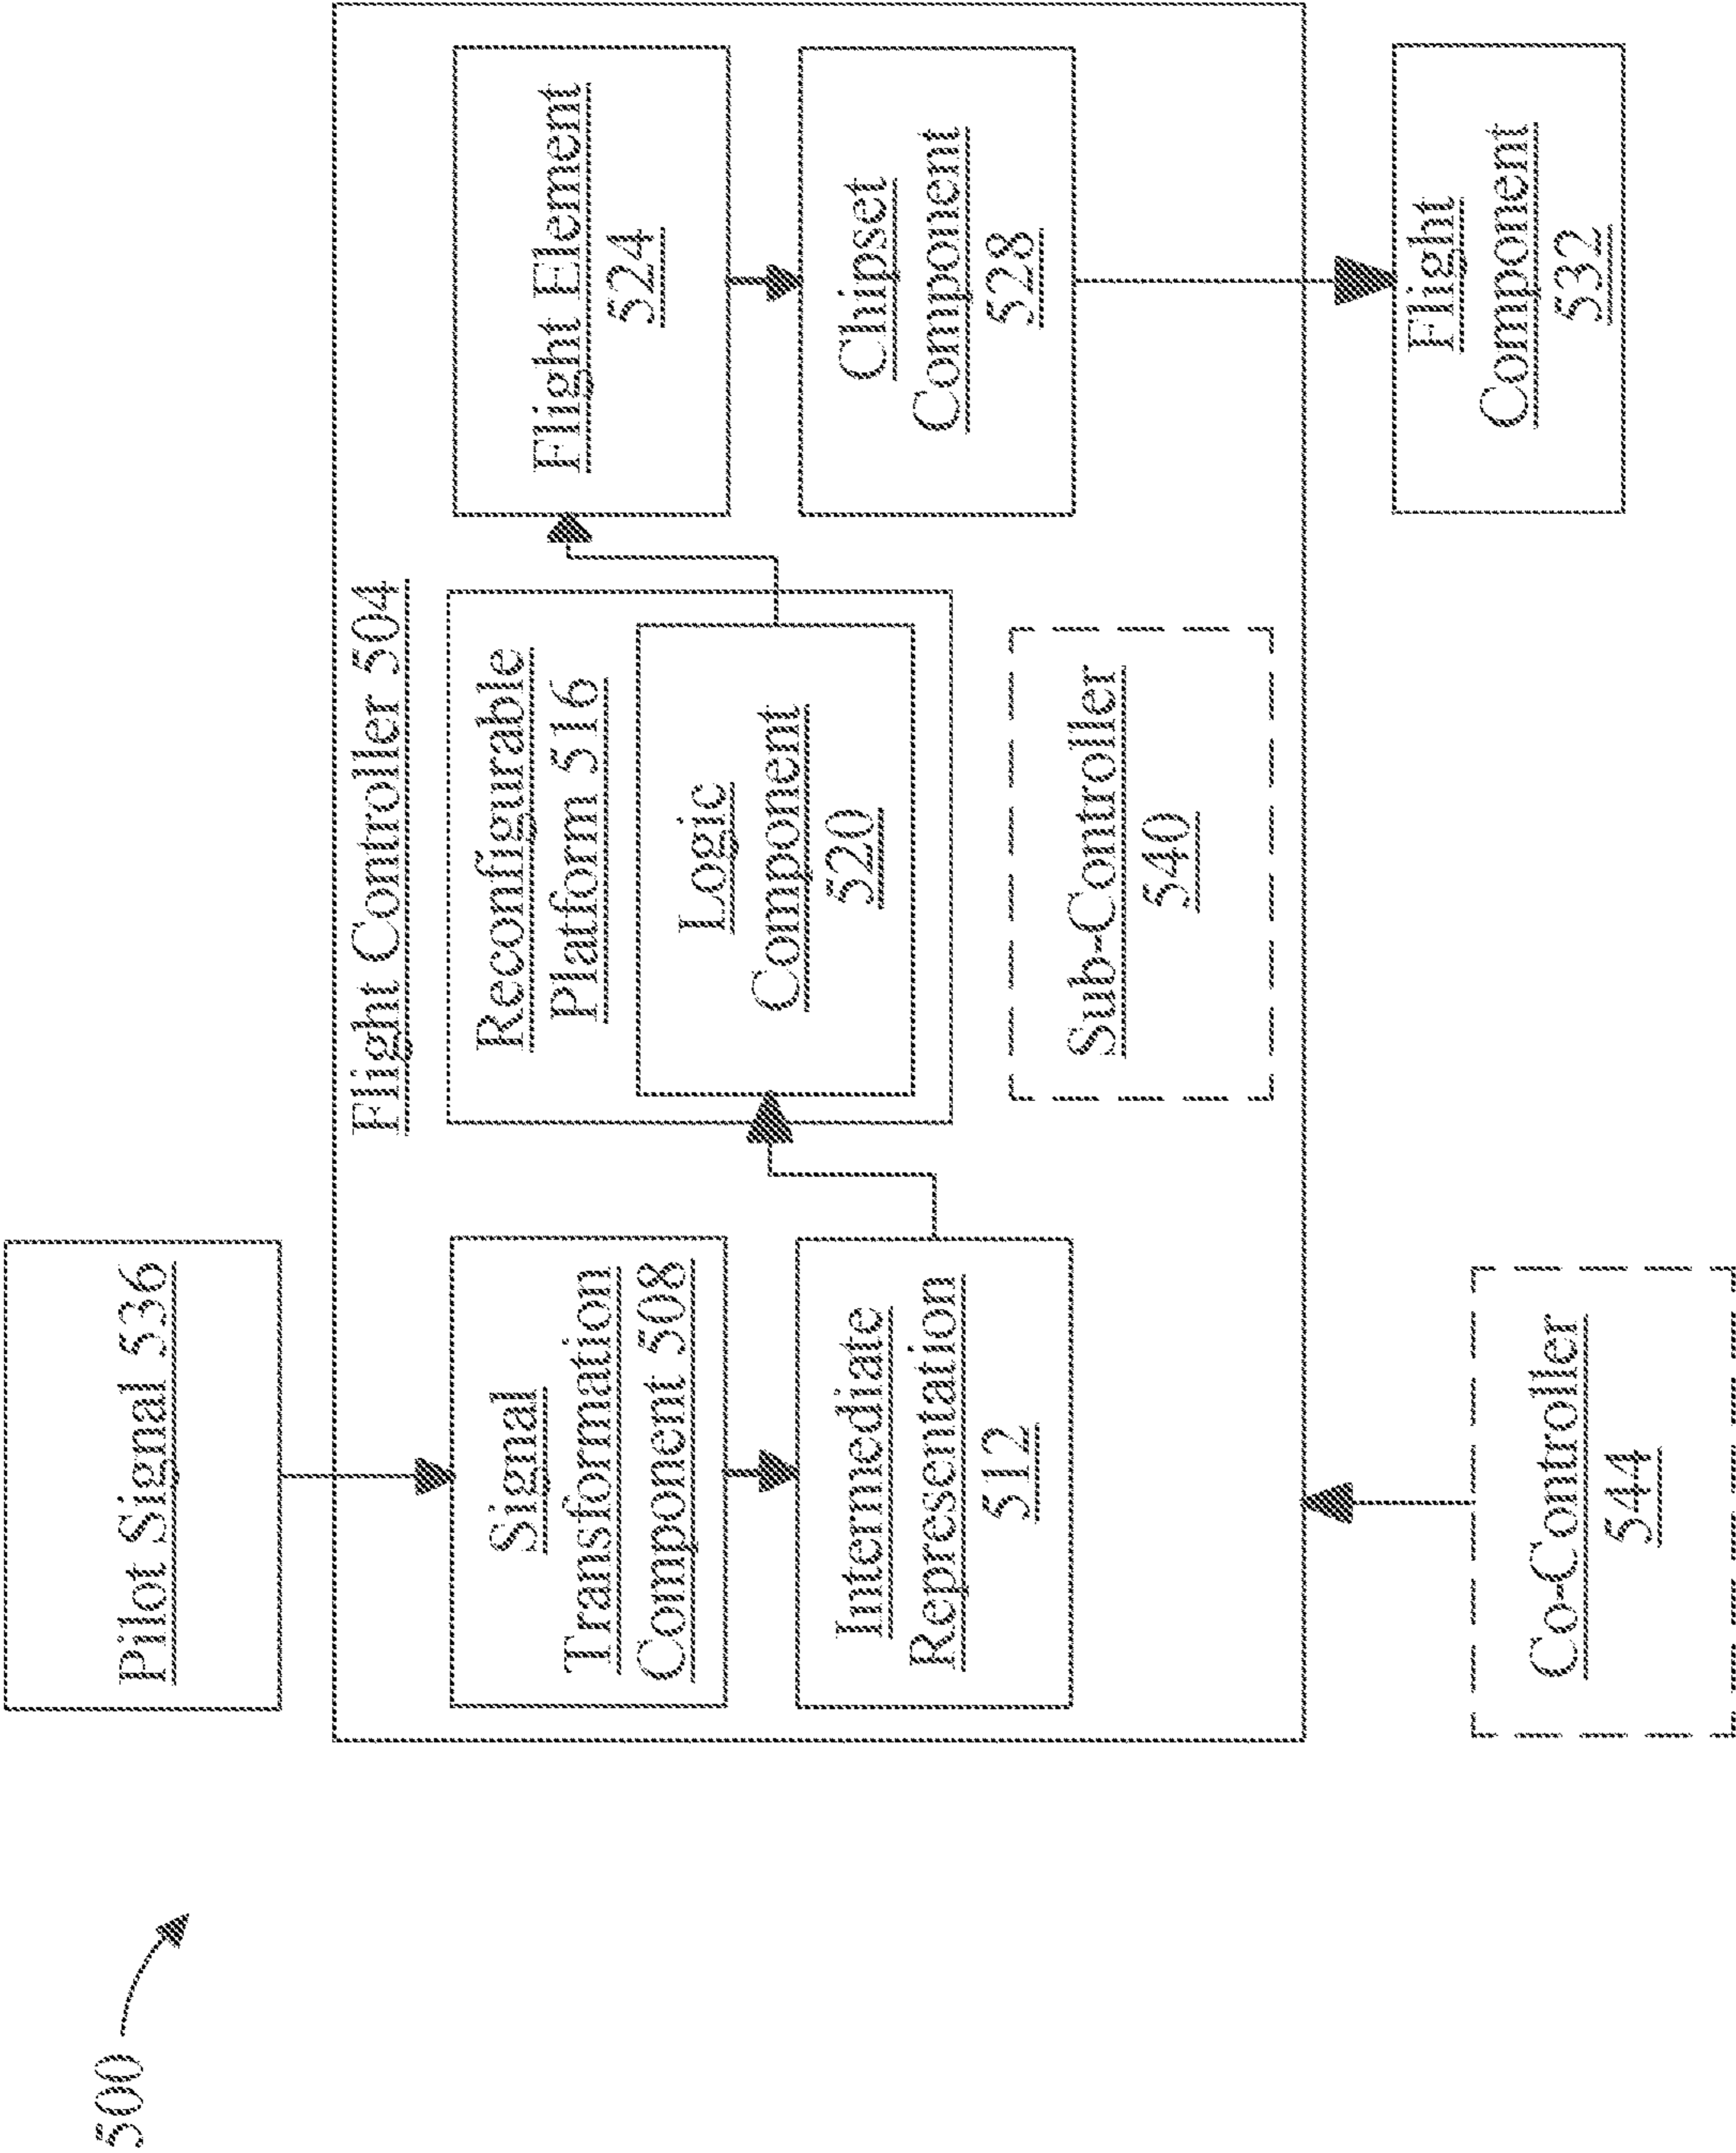 500
Pilot Signal 536
Flight Controller 504
Signal
Transformation
Component 508
Intermediate
Representation
512
Reconfigurable
Platform 516
Logic
Component
520
Flight Element
524
Chipset
Component
528
Sub-Controller
540
Co-Controller
544
Flight
Component
532